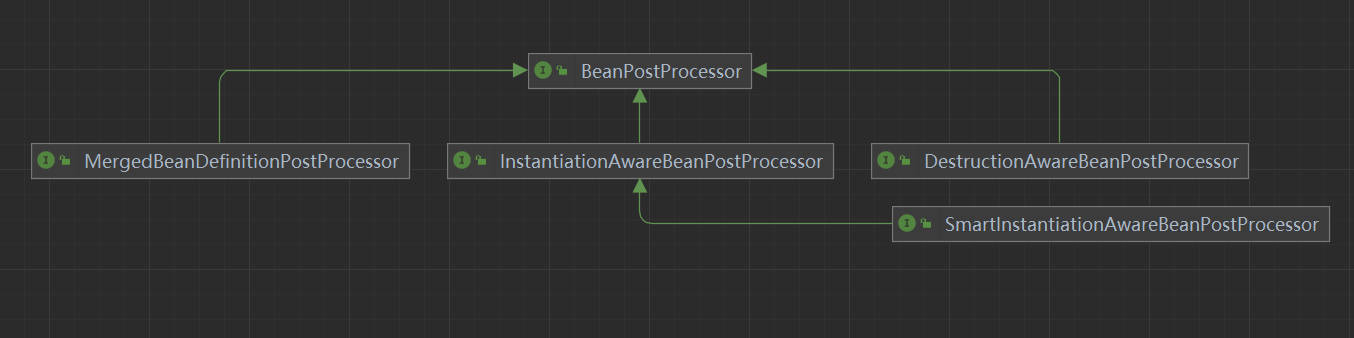 BeanPostProcessor
MergedBeanDefinitionPostProcessor
InstantiationAwareBeanPostProcessor
DestructionAwareBeanPostProcessor
SmartInstantiationAwareBeanPostProcessor